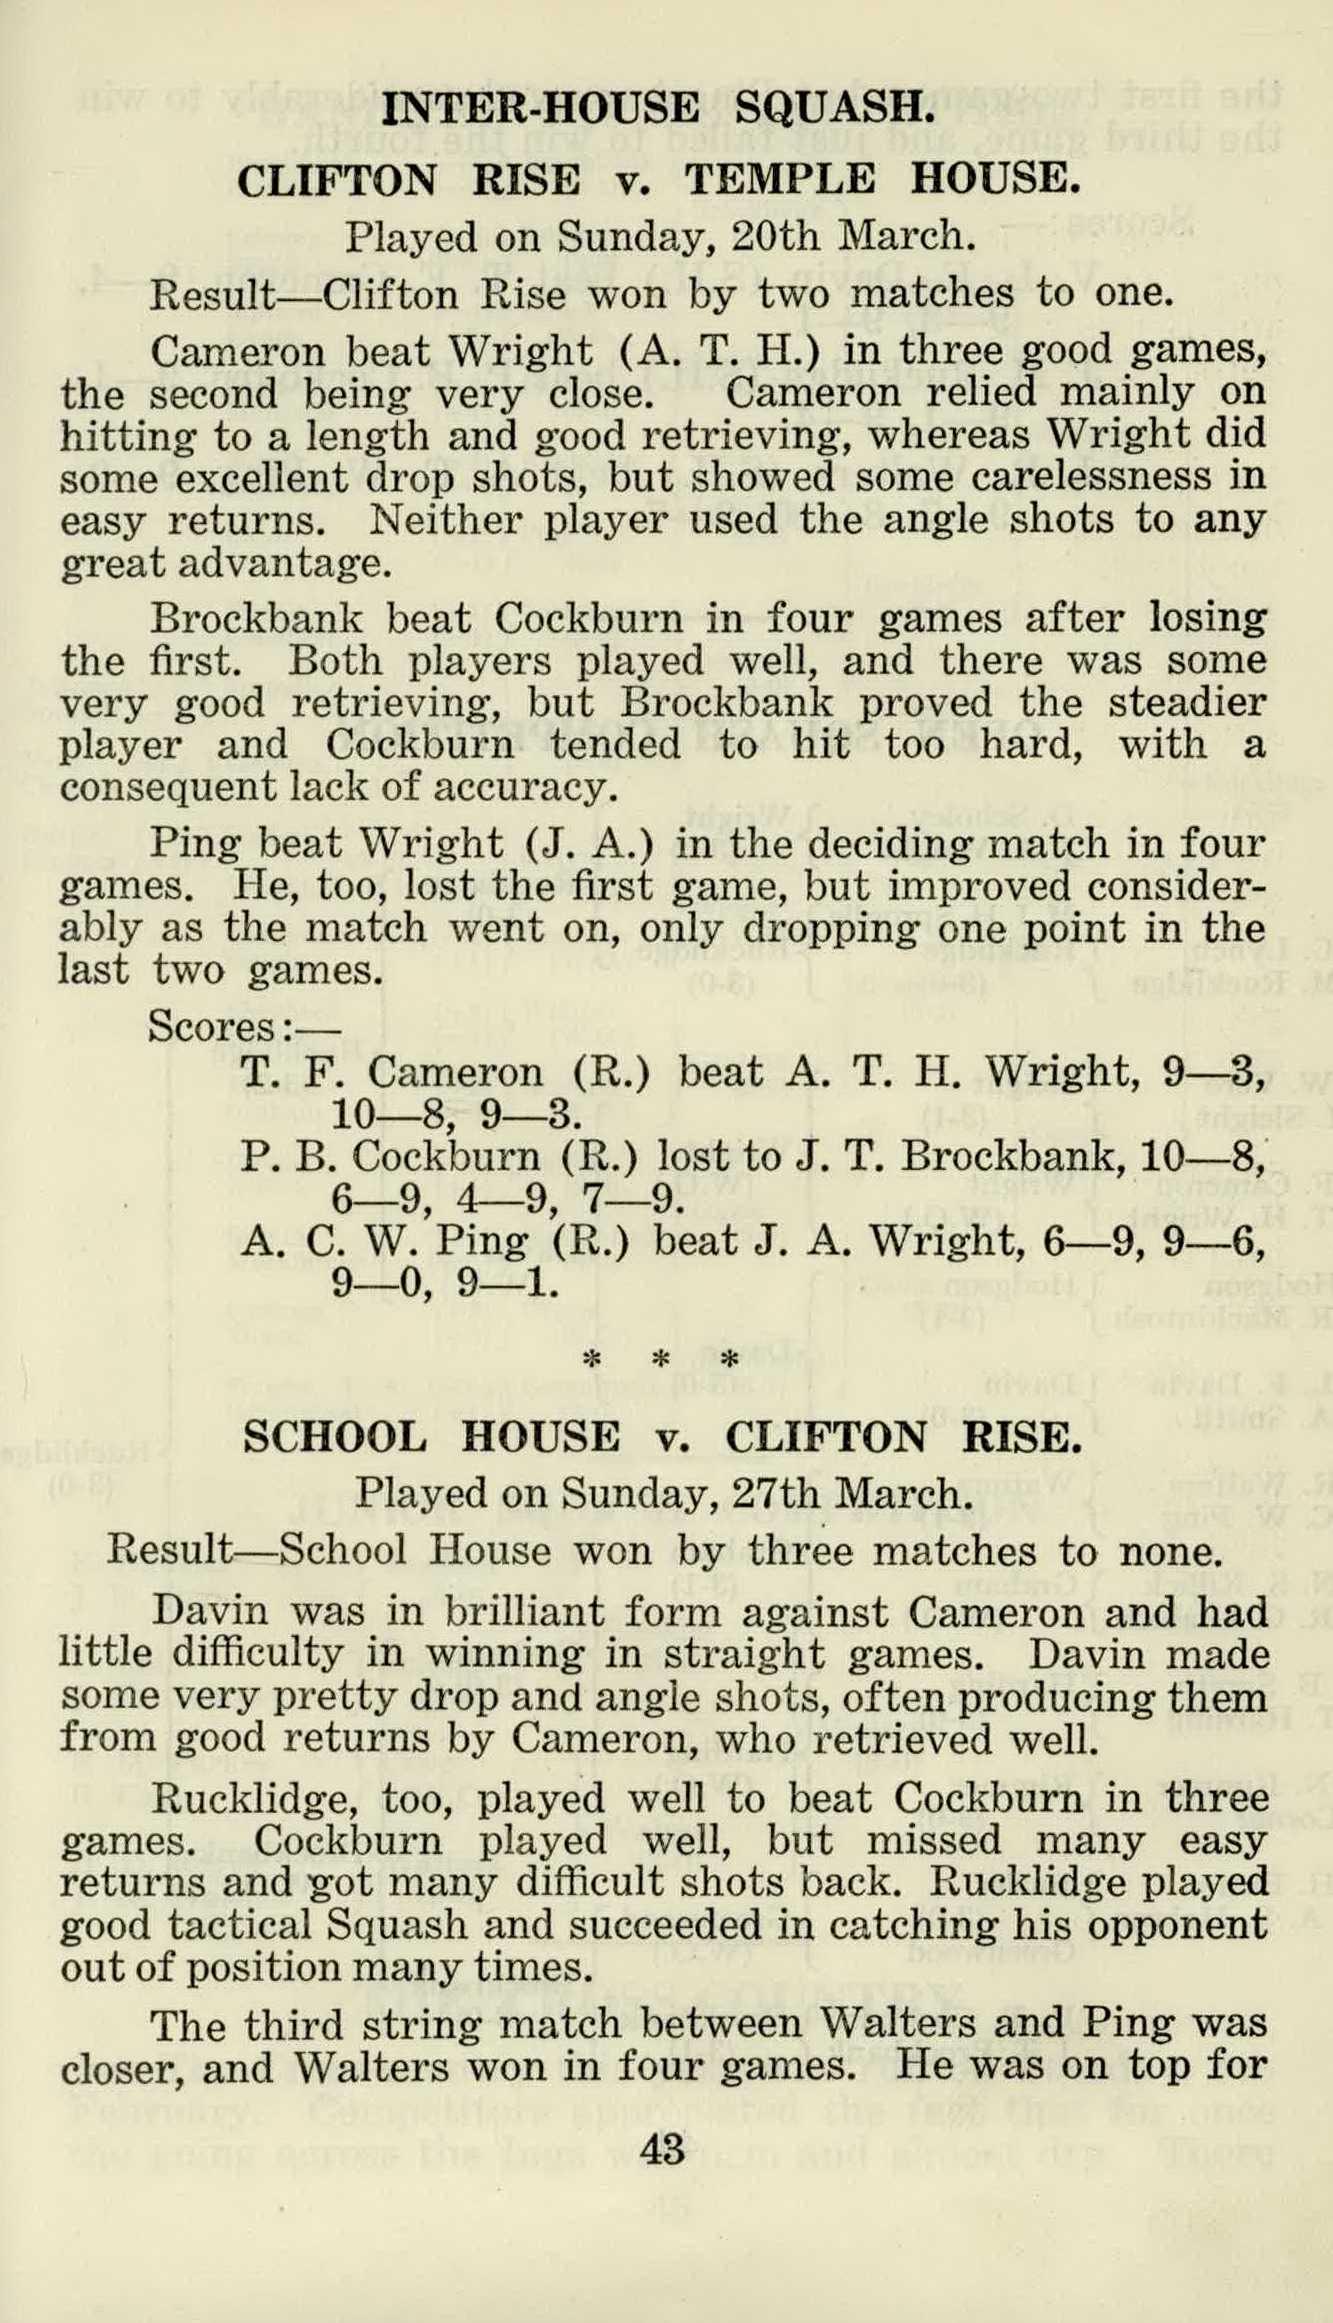 INTER-HOUSE SQUASH.
CLIFTON RISE v. TEMPLE HOUSE.
Played on Sunday, 20th March.
Result—Clifton Rise won by two matches to one.
Cameron beat Wright (A. T. H.) in three good games,
the second being very close. Cameron relied mainly on
hitting to a length and good retrieving, whereas Wright did
some excellent drop shots, but showed some carelessness in
easy returns. Neither player used the angle shots to any
great advantage.
Brockbank beat Cockburn in four games after losing
the first. Both players played well, and there was some
very good retrieving, but Brockbank proved the steadier
player and Cockburn tended to hit too hard, with a
consequent lack of accuracy.
Ping beat Wright (J. A.) in the deciding match in four
games. He, too, lost the first game, but improved consider-
ably as the match went on, only dropping one point in the
last two games.
Scores:—
T. F. Cameron (R.) beat A. T. H. Wright, 9—3,
10—8, 9—3.
P. B. Cockburn (R.) lost to J. T. Brockbank, 10—8,
6—9, 4—9, 7—9.
A. C. W. Ping (R.) beat J. A. Wright, 6—9, 9—6,
9—0, 9—1.
* * *
SCHOOL HOUSE v. CLIFTON RISE.
Played on Sunday, 27th March.
Result—School House won by three matches to none.
Davin was in brilliant form against Cameron and had
little difficulty in winning in straight games. Davin made
some very pretty drop and angle shots, often producing them
from good returns by Cameron, who retrieved well.
Rucklidge, too, played well to beat Cockburn in three
games. Cockburn played well, but missed many easy
returns and got many difficult shots back. Rucklidge played
good tactical Squash and succeeded in catching his opponent
out of position many times.
The third string match between Walters and Ping was
closer, and Walters won in four games. He was on top for
43